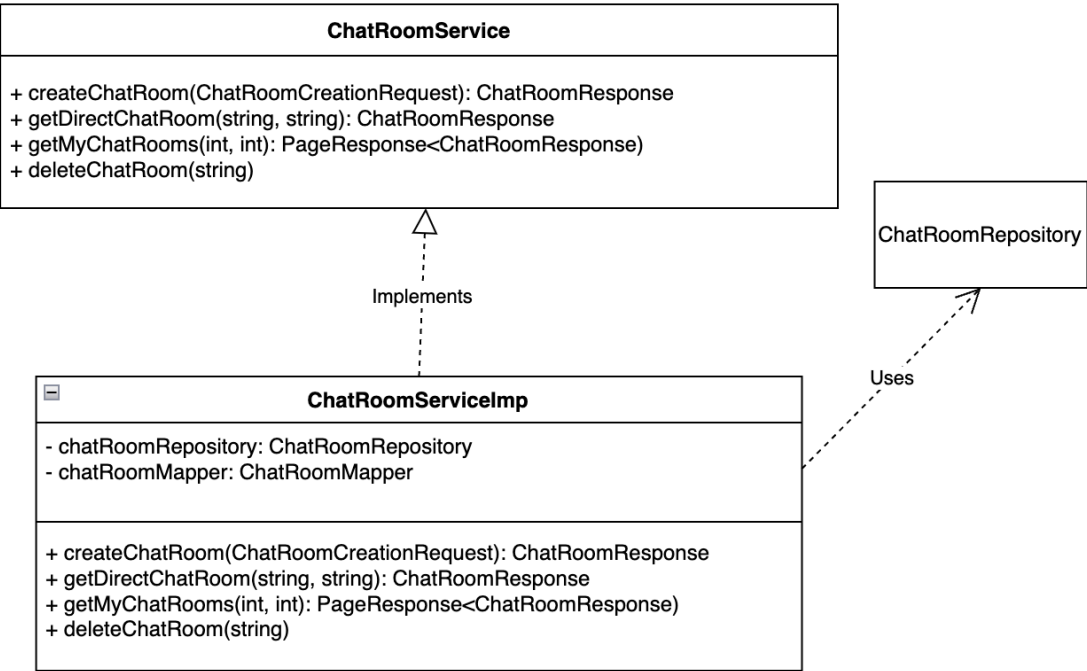 ChatRoomService
+ createChatRoom(ChatRoomCreationRequest): ChatRoomResponse
+ getDirectChatRoom(string, string): ChatRoomResponse
+ getMyChatRooms(int, int): PageResponse<ChatRoomResponse)
+ deleteChatRoom(string)
ChatRoomRepository
Implements
Uses
ChatRoomServiceImp
- chatRoomRepository: ChatRoomRepository
- chatRoomMapper: ChatRoomMapper
+ createChatRoom(ChatRoomCreationRequest): ChatRoomResponse
+ getDirectChatRoom(string, string): ChatRoomResponse
+ getMyChatRooms(int, int): PageResponse<ChatRoomResponse)
+ deleteChatRoom(string)